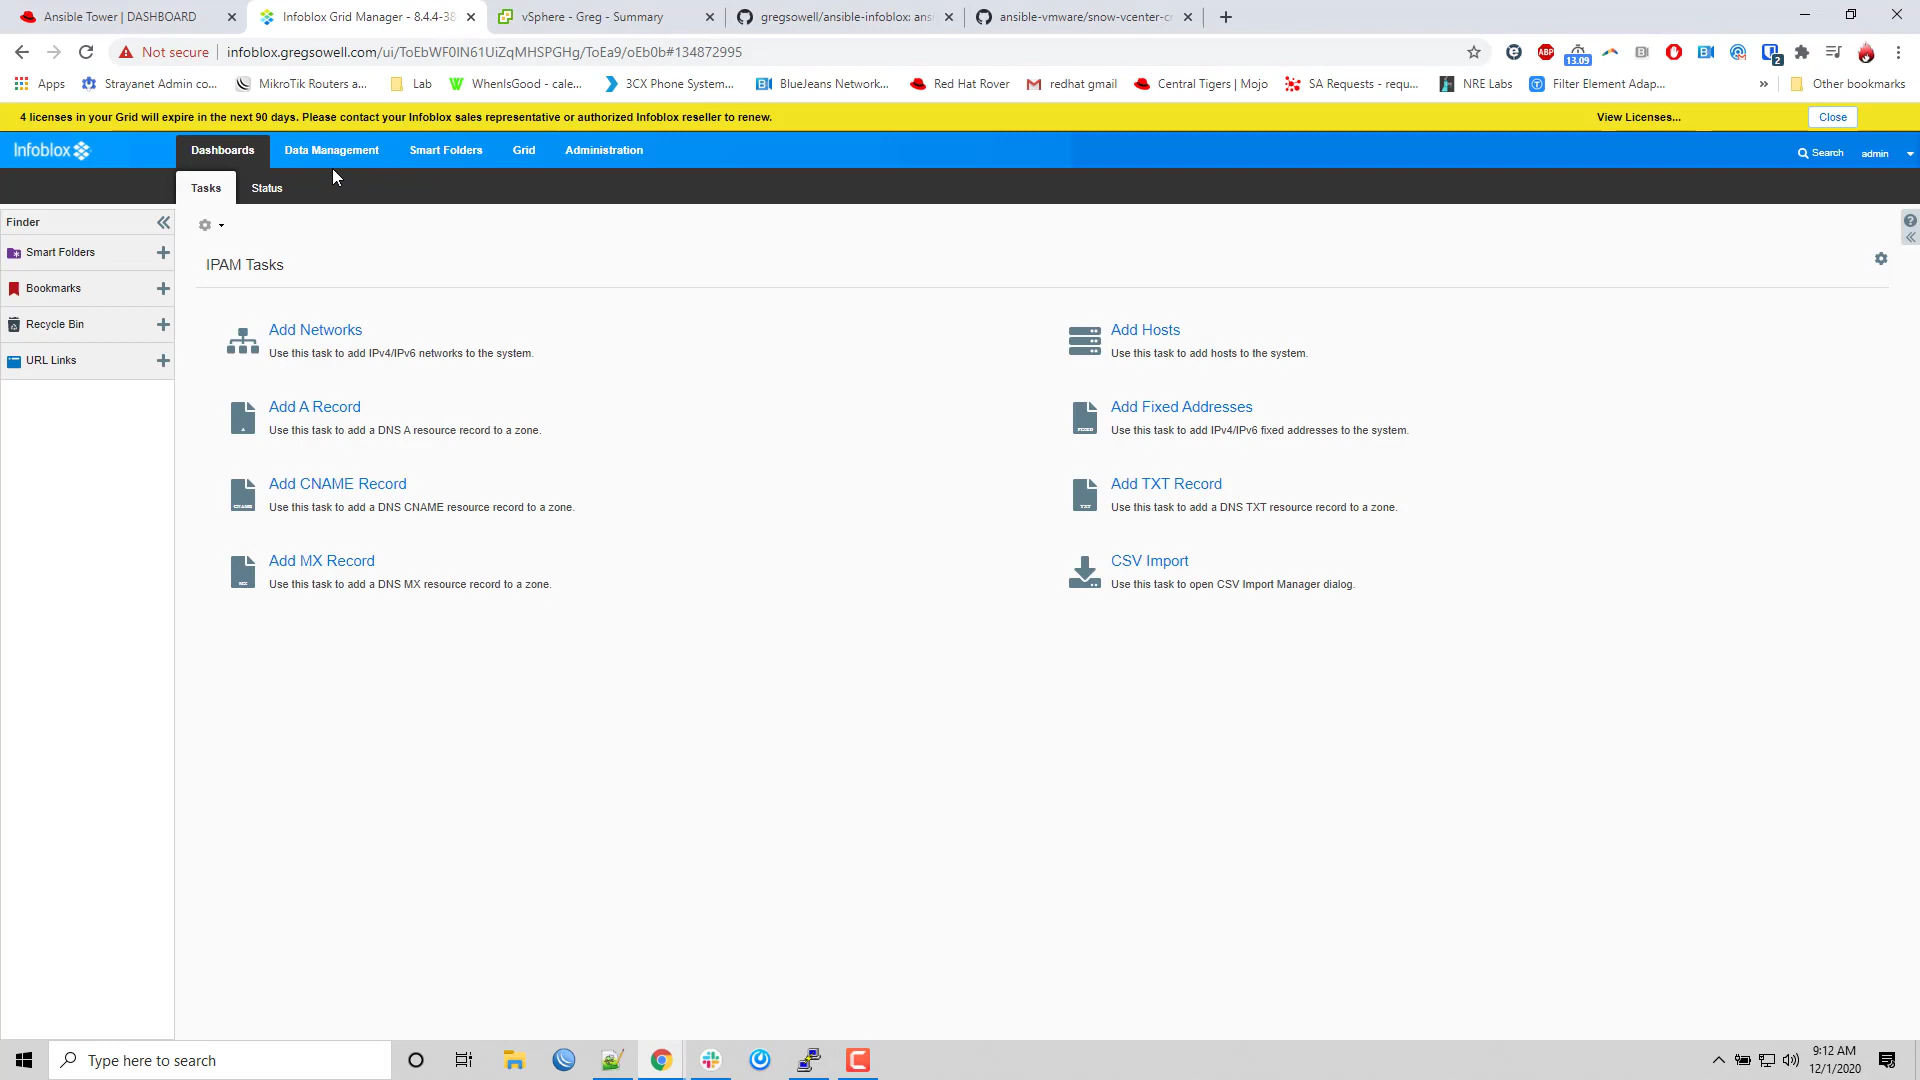 Ansible Tower | DASHBOARD
Infoblox Grid Manager - 8.4.4-38
vSphere - Greg - Summary
gregsowell/ansible-infoblox: ans
ansible-vmware/snow-vcenter-c
Not secure
infoblox.gregsowell.com/ui/ToEbWF0IN61UiZqMHSPGHg/ToEa9/oEb0b#134872995
ABP
13.09
2
Apps
Strayanet Admin co...
MikroTik Routers a...
Lab
WhenIsGood - cale...
3CX Phone System...
BlueJeans Network...
Red Hat Rover
redhat gmail
Central Tigers | Mojo
SA Requests - requ...
NRE Labs
Filter Element Adap...
Other bookmarks
4 licenses in your Grid will expire in the next 90 days. Please contact your Infoblox sales representative or authorized Infoblox reseller to renew.
View Licenses...
Close
Infoblox
Dashboards
Data Management
Smart Folders
Grid
Administration
Search
admin
Tasks
Status
Finder
Smart Folders
Bookmarks
Recycle Bin
URL Links
IPAM Tasks
Add Networks
Use this task to add IPv4/IPv6 networks to the system.
Add Hosts
Use this task to add hosts to the system.
Add A Record
Use this task to add a DNS A resource record to a zone.
Add Fixed Addresses
Use this task to add IPv4/IPv6 fixed addresses to the system.
Add CNAME Record
Use this task to add a DNS CNAME resource record to a zone.
Add TXT Record
Use this task to add a DNS TXT resource record to a zone.
Add MX Record
Use this task to add a DNS MX resource record to a zone.
CSV Import
Use this task to open CSV Import Manager dialog.
Type here to search
9:12 AM
12/1/2020